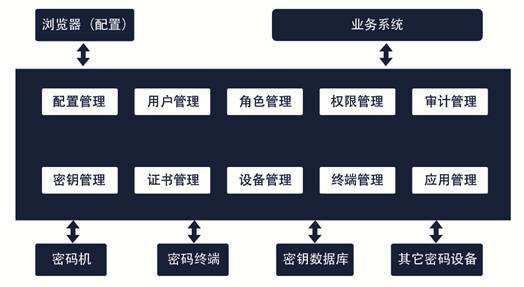 浏览器（配置）
业务系统
配置管理
用户管理
角色管理
权限管理
审计管理
密钥管理
证书管理
设备管理
终端管理
应用管理
密码机
密码终端
密钥数据库
其它密码设备